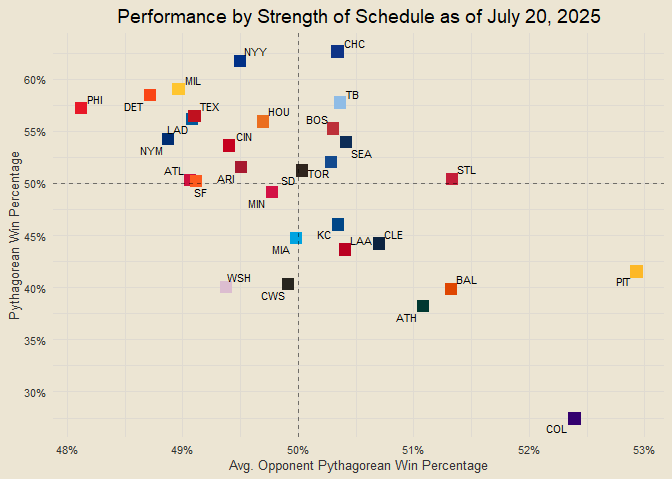 Performance by Strength of Schedule as of July 20, 2025
Pythagorean Win Percentage
60%
55%
50%
45%
40%
35%
30%
NYY
CHC
MIL
PHI
DET
TEX
TB
LAD
HOU
BOS
NYM
CIN
SEA
ATL
ARI
SD
TOR
STL
SF
MIN
MIA
KC
LAA
CLE
WSH
CWS
BAL
PIT
ATH
COL
48%
49%
50%
51%
52%
53%
Avg. Opponent Pythagorean Win Percentage